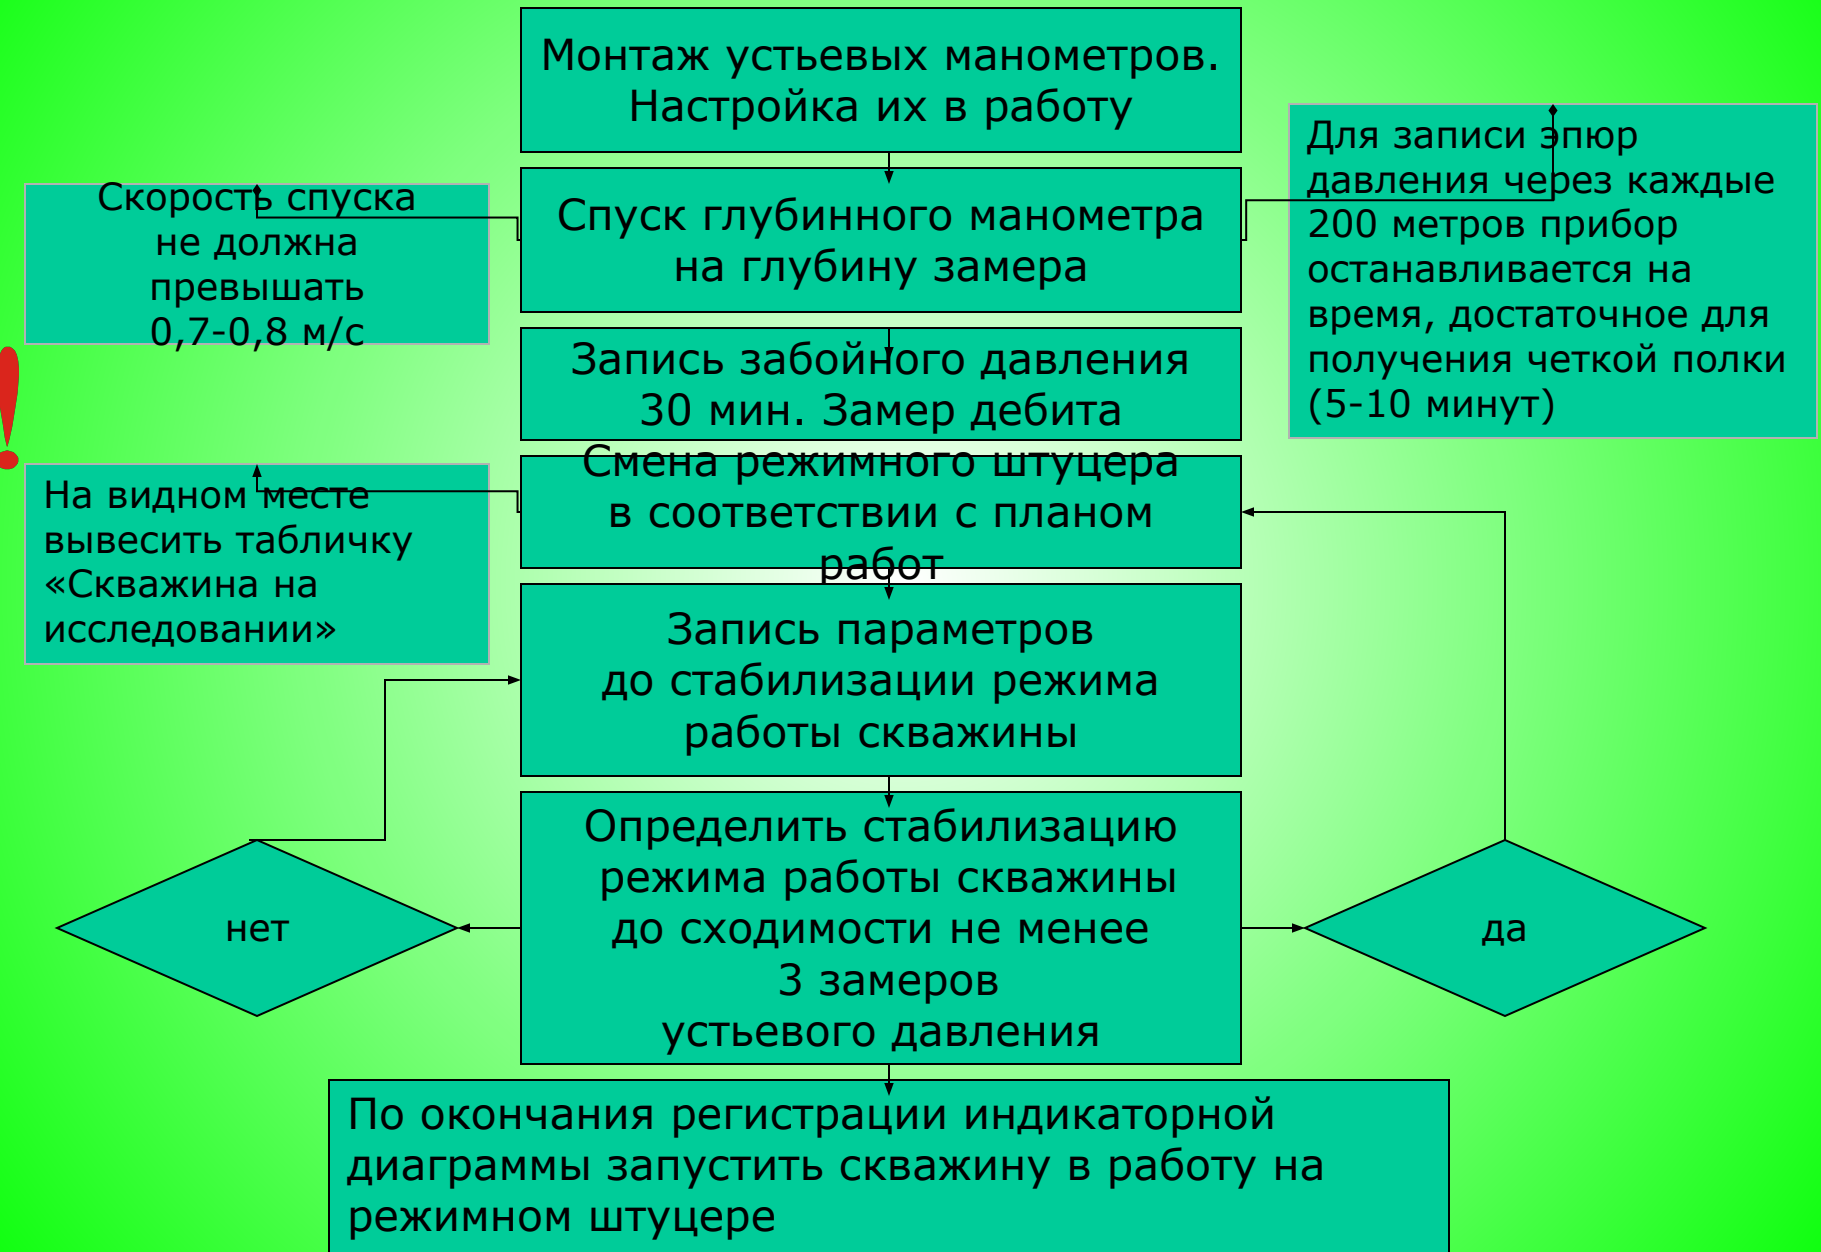 Монтаж устьевых манометров.
Настройка их в работу
Спуск глубинного манометра
на глубину замера
Скорость спуска
не должна
превышать
0,7-0,8 м/с
Для записи эпюр
давления через каждые
200 метров прибор
останавливается на
время, достаточное для
получения четкой полки
(5-10 минут)
Запись забойного давления
30 мин. Замер дебита
Смена режимного штуцера
в соответствии с планом
работ
На видном месте
вывесить табличку
«Скважина на
исследовании»
Запись параметров
до стабилизации режима
работы скважины
Определить стабилизацию
режима работы скважины
до сходимости не менее
3 замеров
устьевого давления
нет
да
По окончания регистрации индикаторной
диаграммы запустить скважину в работу на
режимном штуцере
!